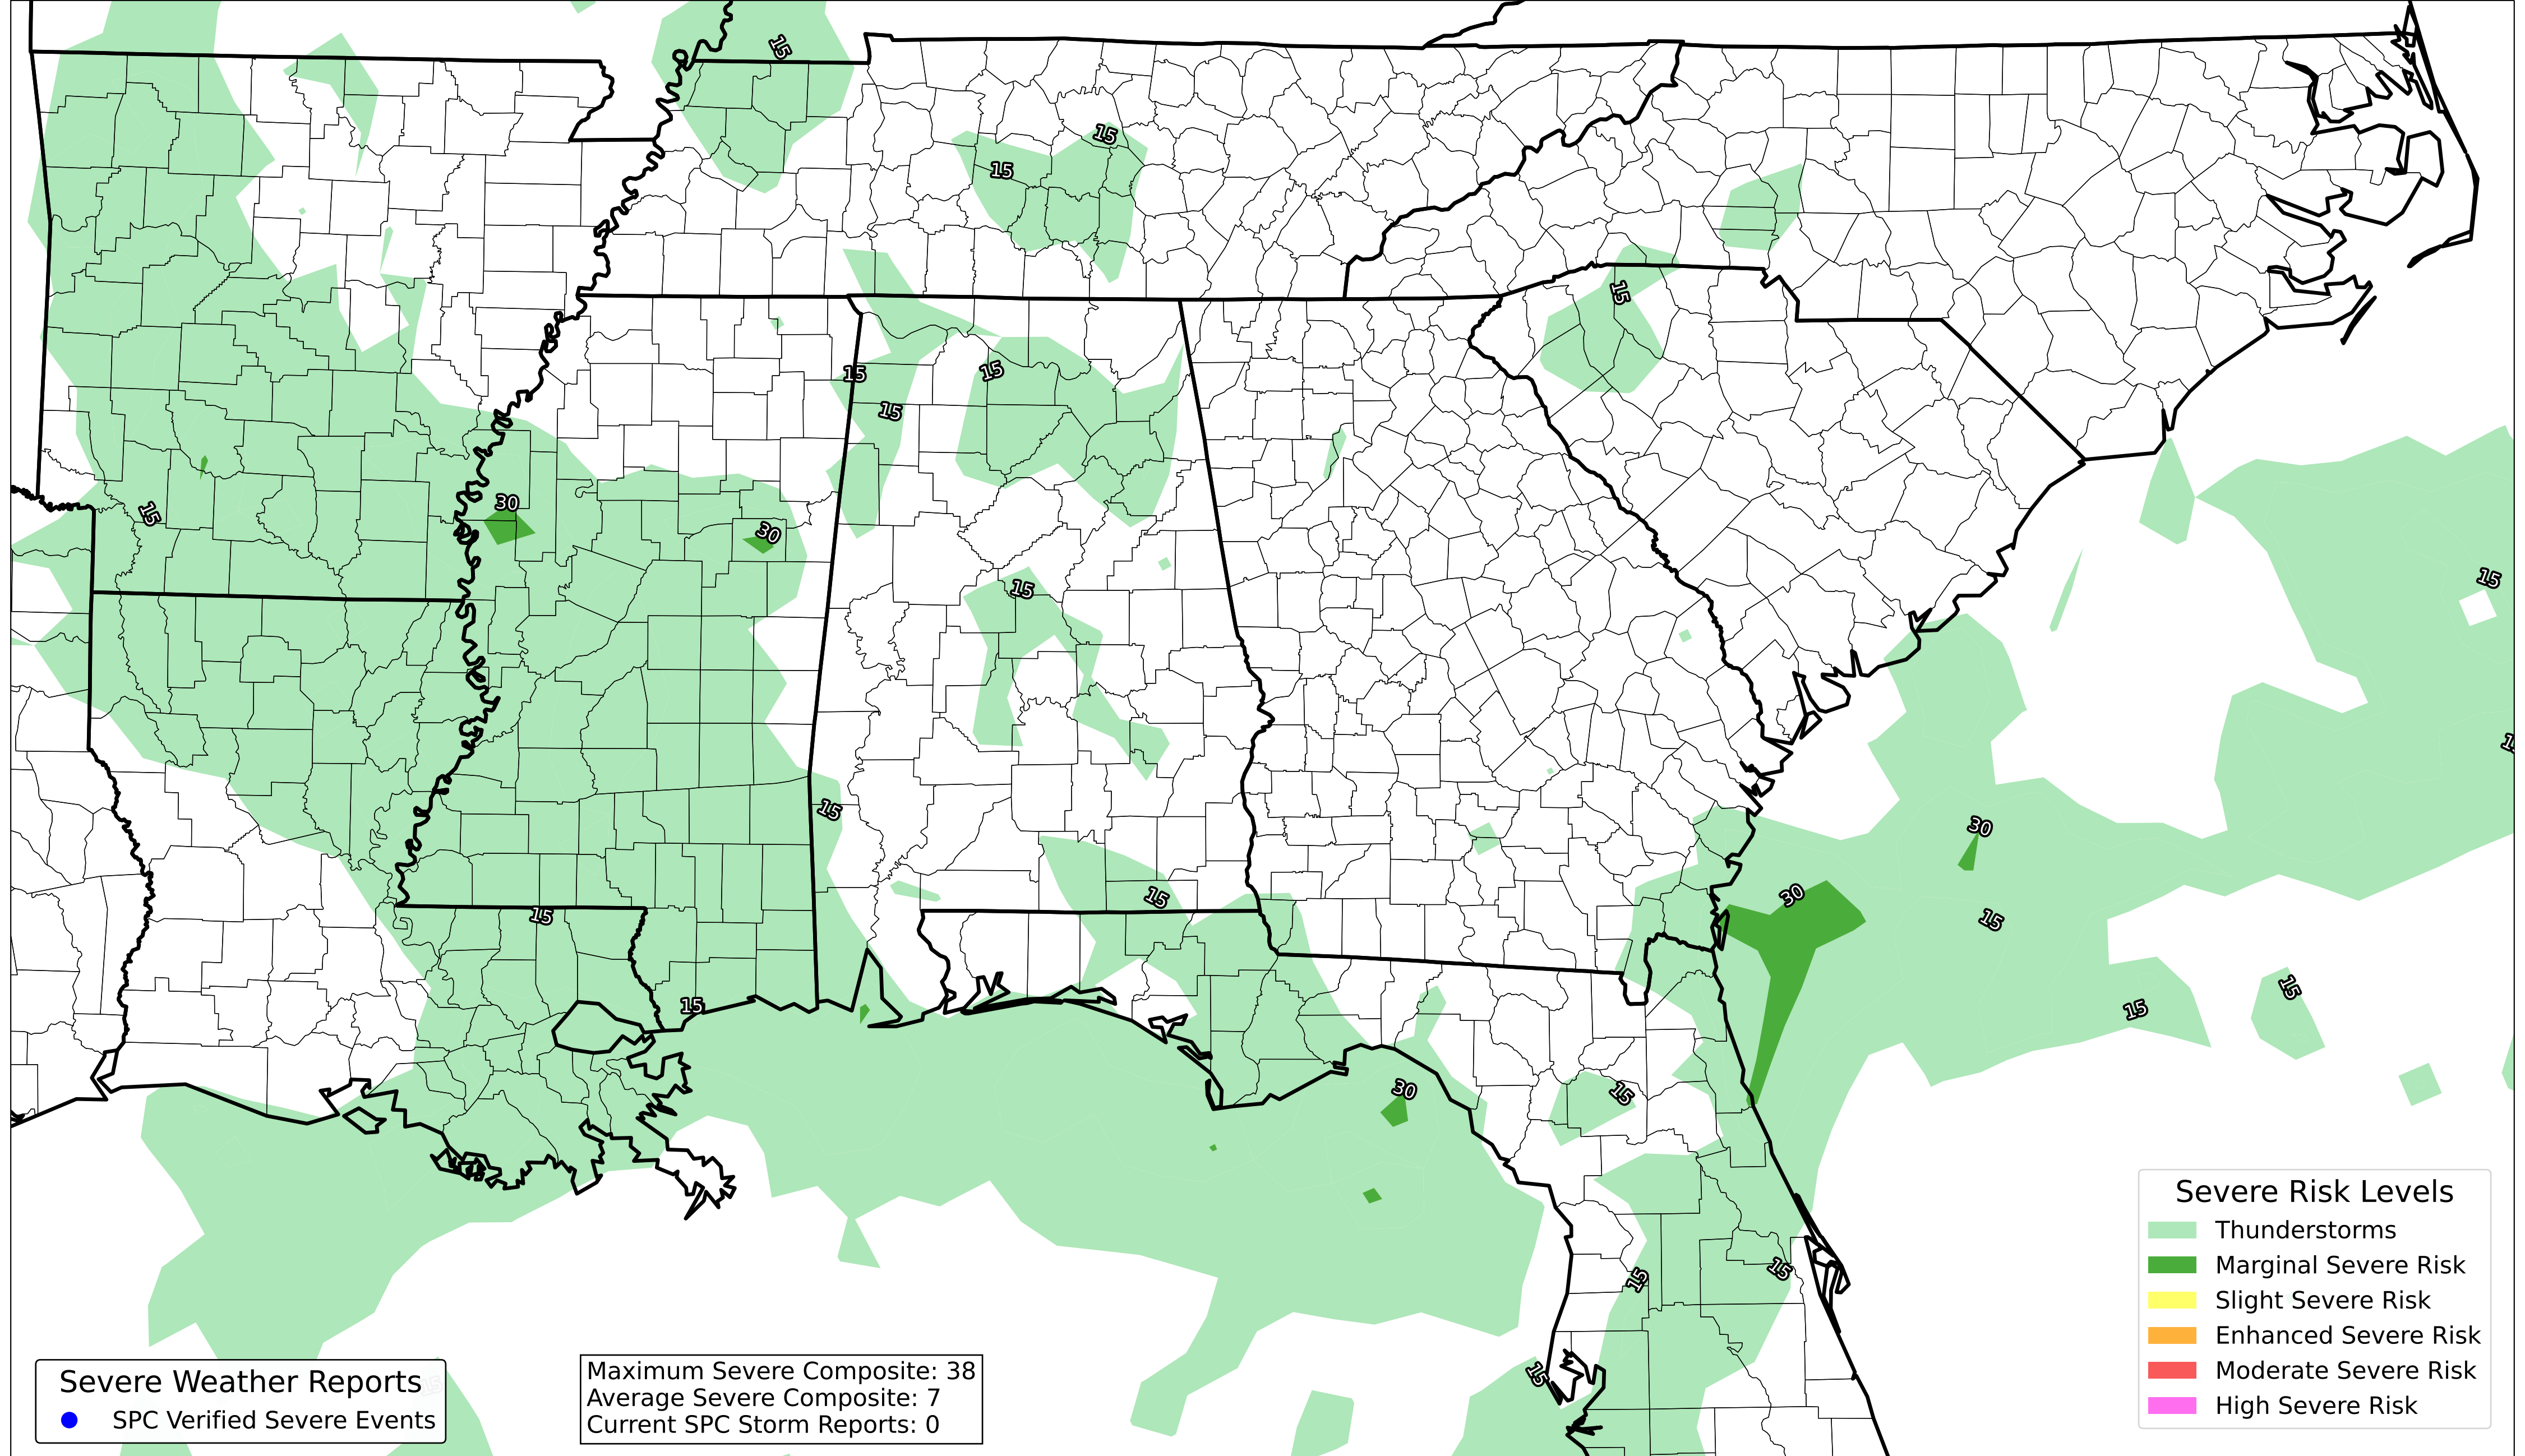 15
15
15
15
15
15
15
15
30
30
15
15
15
30
30
15
15
15
15
15
15
15
30
15
15
15
15
Severe Risk Levels
Thunderstorms
Marginal Severe Risk
Slight Severe Risk
Enhanced Severe Risk
Moderate Severe Risk
High Severe Risk
Severe Weather Reports
SPC Verified Severe Events
Maximum Severe Composite: 38
Average Severe Composite: 7
Current SPC Storm Reports: 0